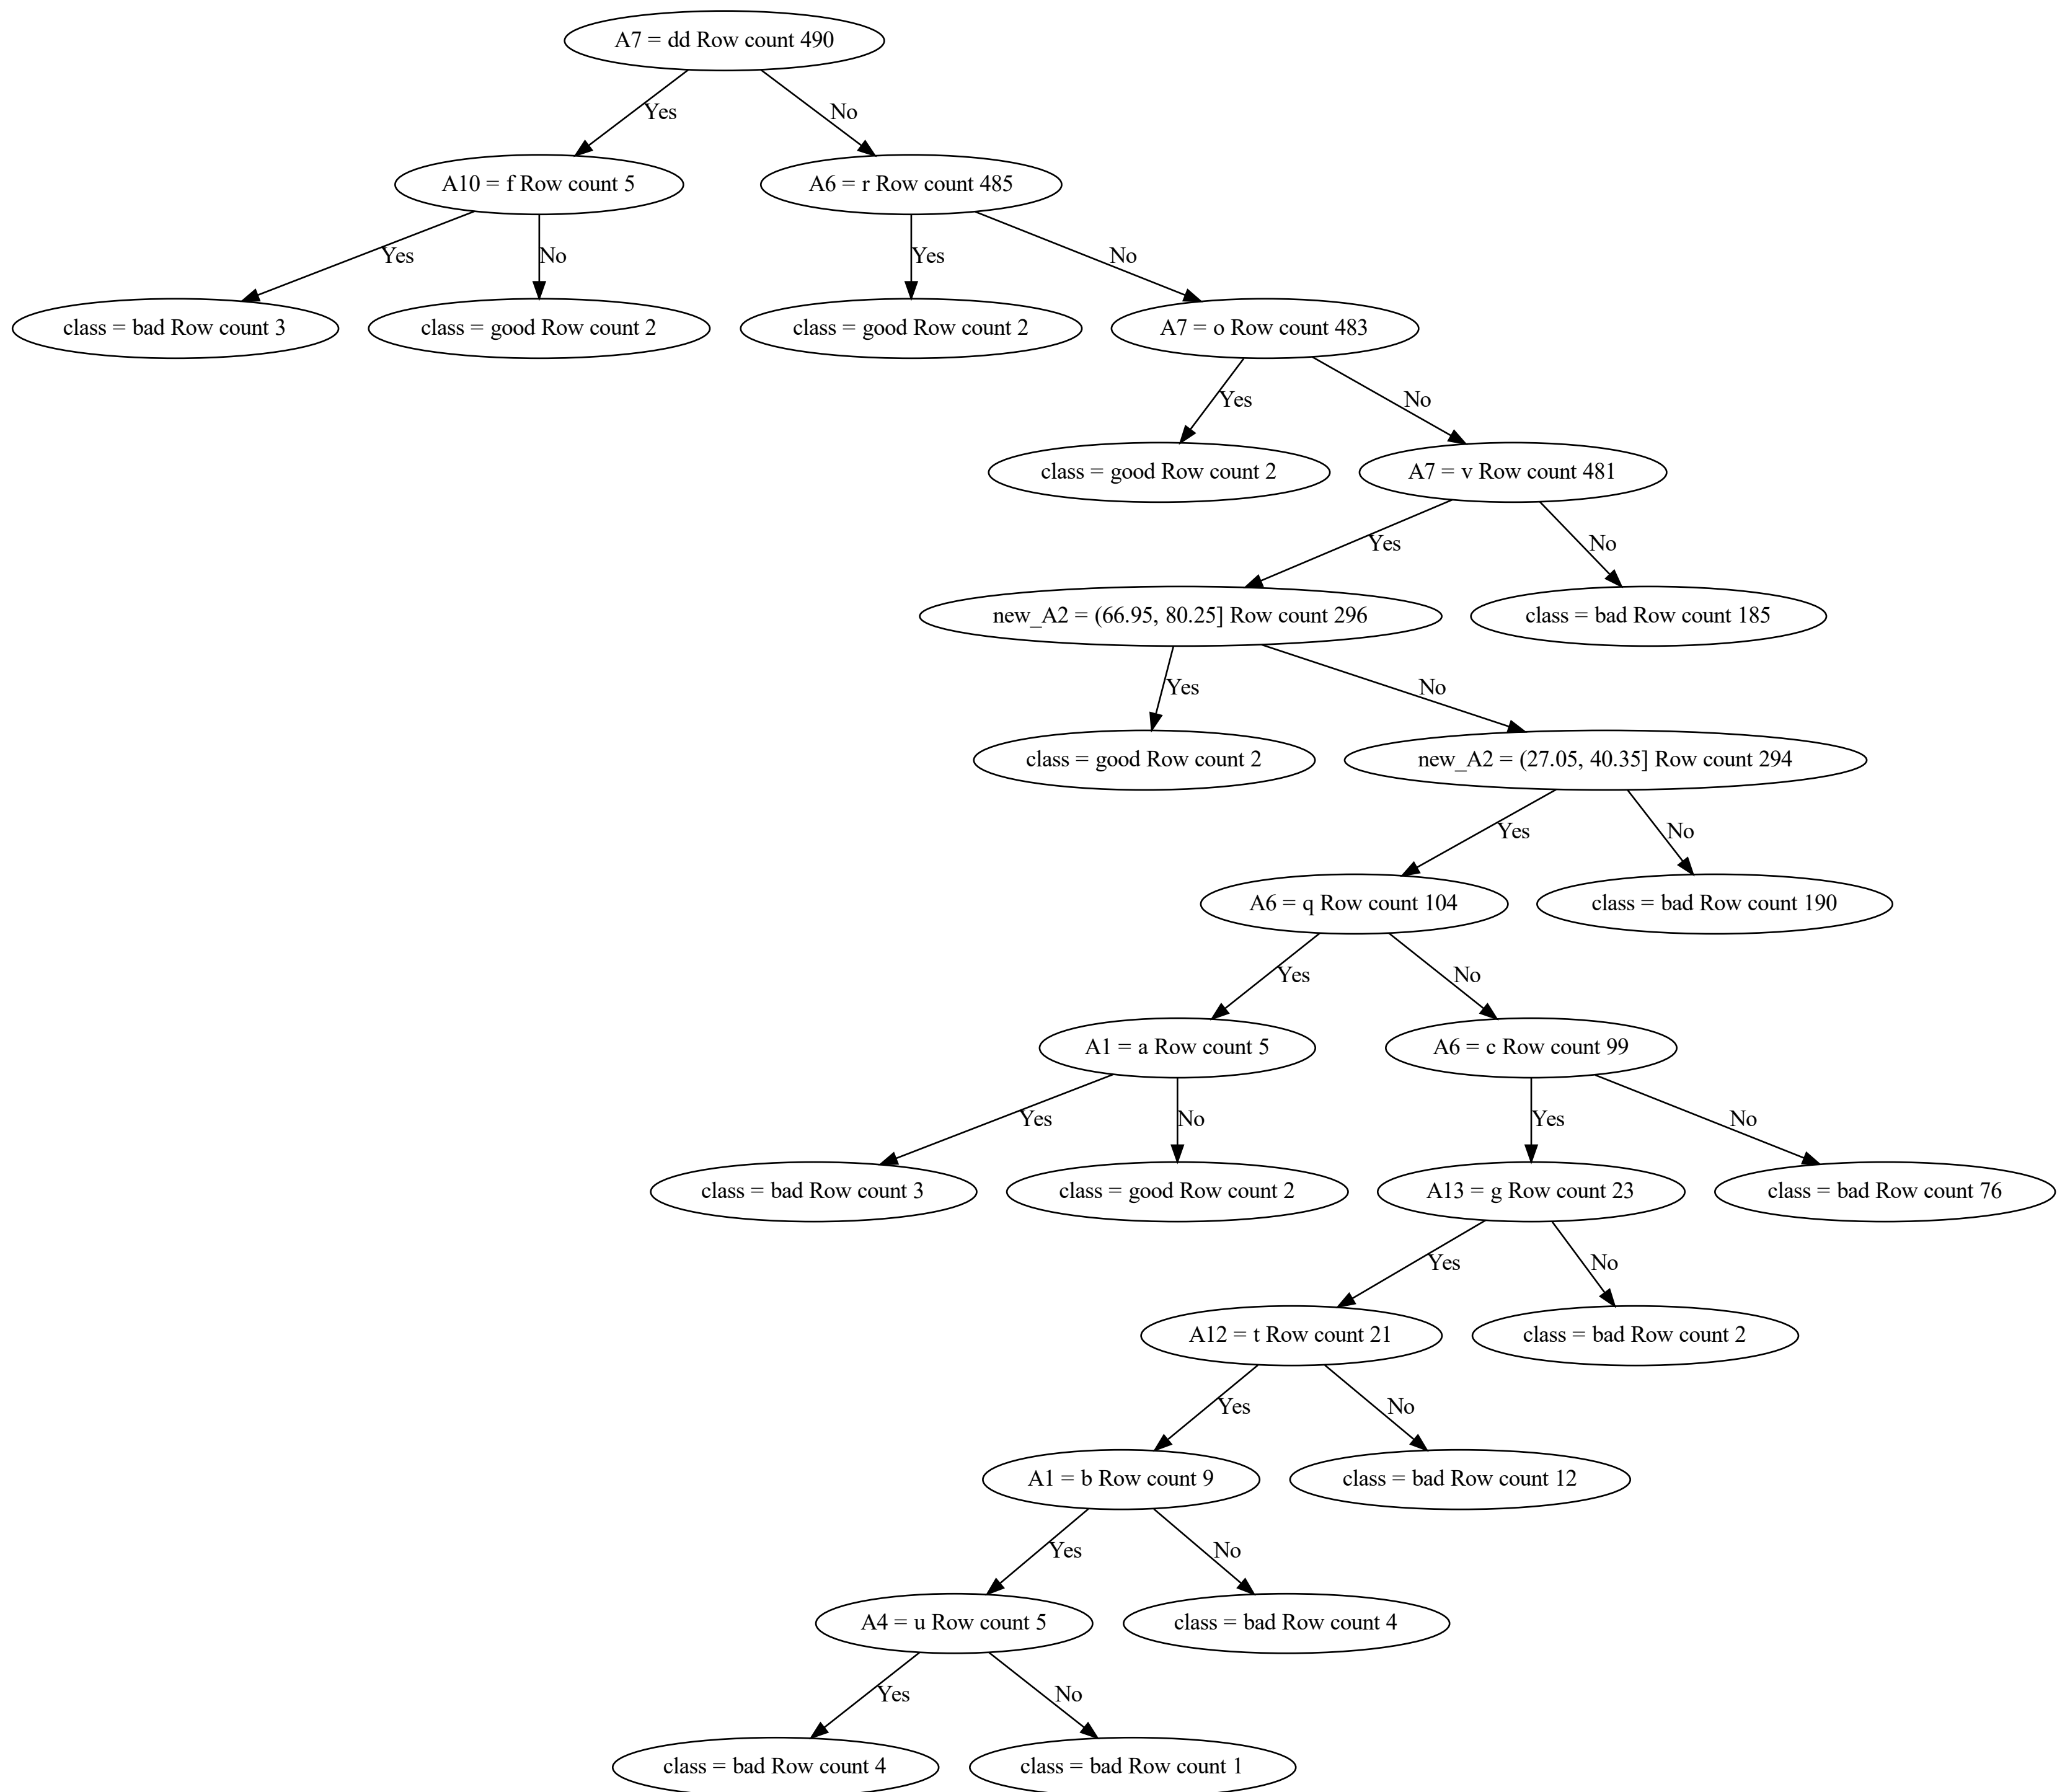 A7 = dd Row count 490
Yes
No
A10 = f Row count 5
A6 = r Row count 485
Yes
No
Yes
No
class = bad Row count 3
class = good Row count 2
class = good Row count 2
A7 = o Row count 483
Yes
No
class = good Row count 2
A7 = v Row count 481
Yes
No
new_A2 = (66.95, 80.25] Row count 296
class = bad Row count 185
Yes
No
class = good Row count 2
new_A2 = (27.05, 40.35] Row count 294
Yes
No
A6 = q Row count 104
class = bad Row count 190
Yes
No
A1 = a Row count 5
A6 = c Row count 99
Yes
No
Yes
No
class = bad Row count 3
class = good Row count 2
A13 = g Row count 23
class = bad Row count 76
Yes
No
A12 = t Row count 21
class = bad Row count 2
Yes
No
A1 = b Row count 9
class = bad Row count 12
Yes
No
A4 = u Row count 5
class = bad Row count 4
Yes
No
class = bad Row count 4
class = bad Row count 1